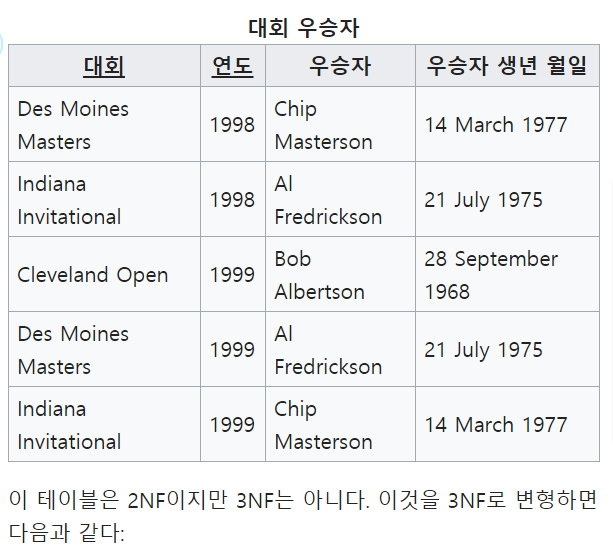 대회 우승자
대회 연도 우승자 우승자 생년 월일
Des Moines
Masters 1998 Chip
Masterson 14 March 1977
Indiana
Invitational 1998 Al
Fredrickson 21 July 1975
Cleveland Open 1999 Bob
Albertson 28 September
1968
Des Moines
Masters 1999 Al
Fredrickson 21 July 1975
Indiana
Invitational 1999 Chip
Masterson 14 March 1977
이 테이블은 2NF이지만 3NF는 아니다. 이것을 3NF로 변형하면
다음과 같다: